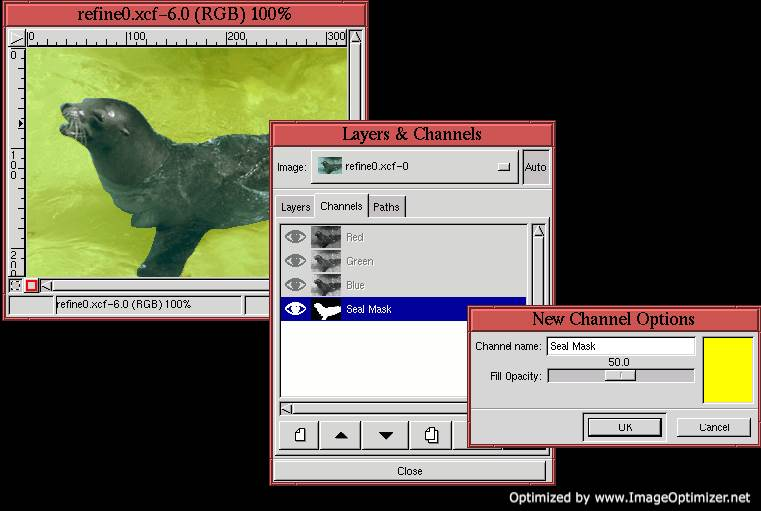 refine0.xcf-6.0 (RGB) 100%
0 100 200 300
0
100
200
refine0.xcf-6.0 (RGB) 100%
Layers & Channels
Image: refine0.xcf-0 Auto
Layers Channels Paths
Red
Green
Blue
Seal Mask
Close
New Channel Options
Channel name: Seal Mask
50.0
Fill Opacity:
OK Cancel
Optimized by www.ImageOptimizer.net